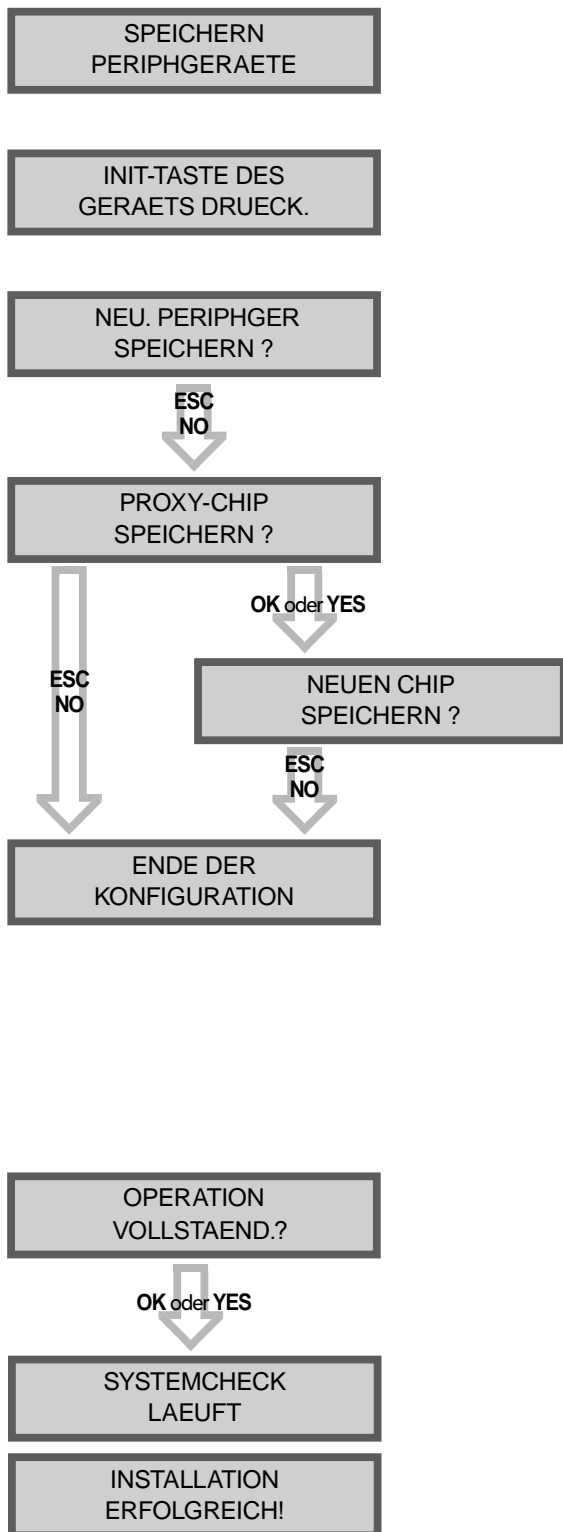 SPEICHERN
PERIPHGERAETE
INIT-TASTE DES
GERAETS DRUECK.
NEU. PERIPHGER
SPEICHERN ?
ESC
NO
PROXY-CHIP
SPEICHERN ?
OK oder YES
ESC
NO
NEUEN CHIP
SPEICHERN ?
ESC
NO
ENDE DER
KONFIGURATION
OPERATION
VOLLSTAEND.?
OK oder YES
SYSTEMCHECK
LAEUFT
INSTALLATION
ERFOLGREICH!